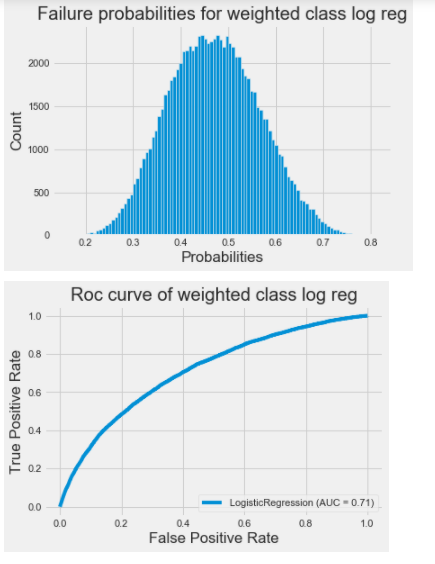 Failure probabilities for weighted class log reg
2000
1500
1000
500
0
Count
0.2 0.3 0.4 0.5 0.6 0.7 0.8
Probabilities
Roc curve of weighted class log reg
1.0
0.8
0.6
0.4
0.2
0.0
True Positive Rate
LogisticRegression (AUC = 0.71)
0.0 0.2 0.4 0.6 0.8 1.0
False Positive Rate